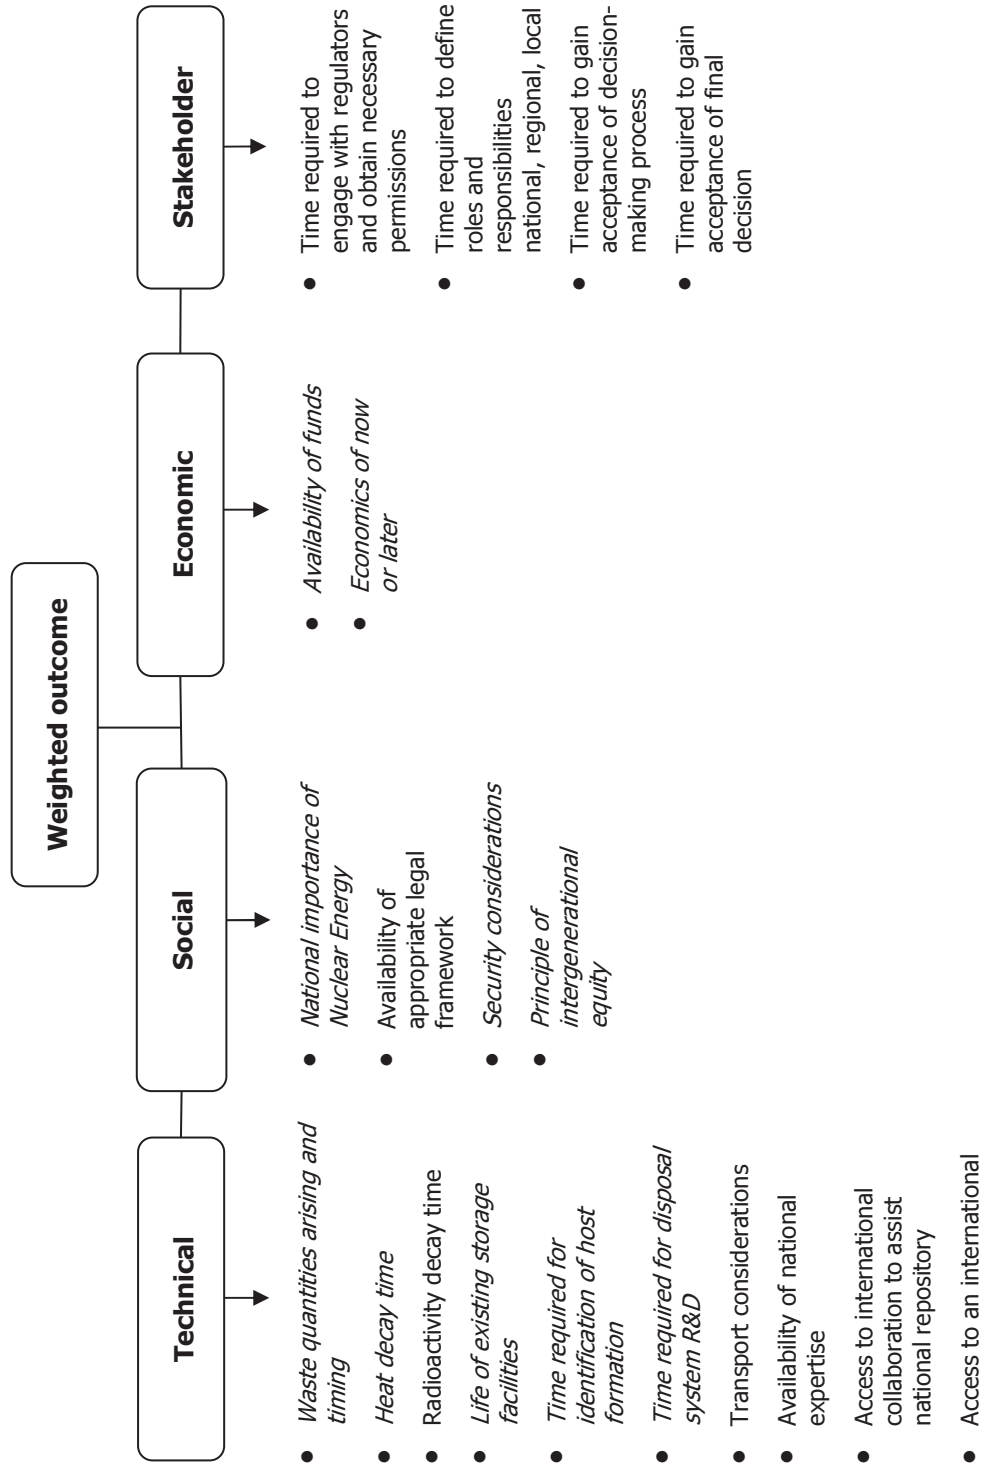 Weighted outcome
Technical
Waste quantities arising and
timing
Heat decay time
Radioactivity decay time
Life of existing storage
facilities
Time required for
identification of host
formation
Time required for disposal
system R&D
Transport considerations
Availability of national
expertise
Access to international
collaboration to assist
national repository
Access to an international
Social
National importance of
Nuclear Energy
Availability of
appropriate legal
framework
Security considerations
Principle of
intergenerational
equity
Economic
Availability of funds
Economics of now
or later
Stakeholder
Time required to
engage with regulators
and obtain necessary
permissions
Time required to define
roles and
responsibilities
national, regional, local
Time required to gain
acceptance of decision-
making process
Time required to gain
acceptance of final
decision